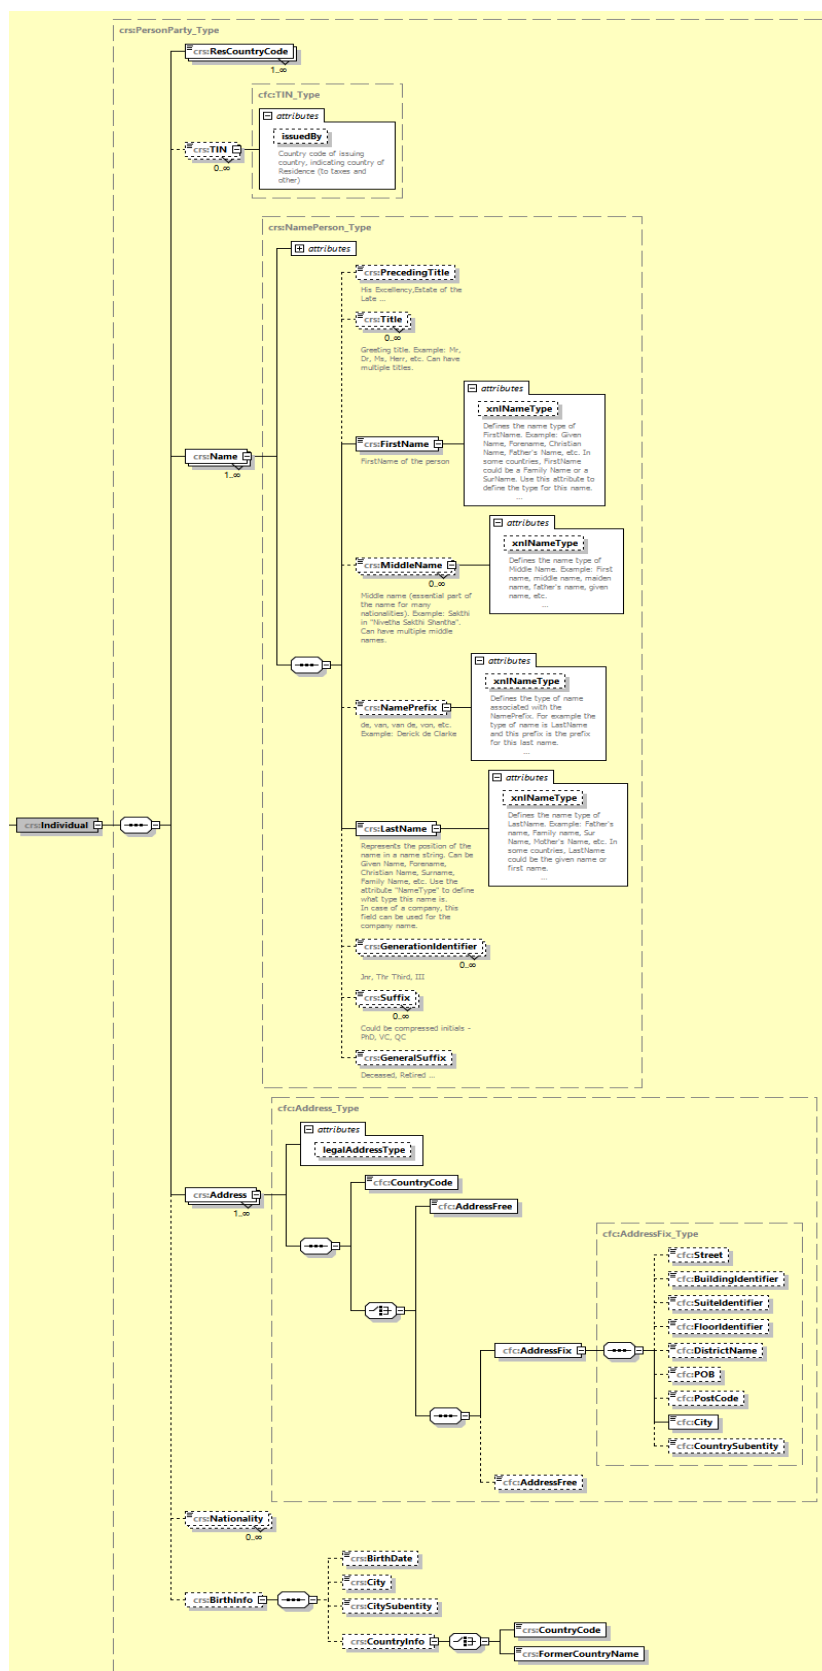 crs:PersonParty_Type
crs:ResCountryCode
1..∞
cfc:TIN_Type
attributes
issuedBy
Country code of issuing
country, indicating country of
Residence (to taxes and
other)
crs:TIN
0..∞
crs:NamePerson_Type
attributes
crs:PrecedingTitle
His Excellency,Estate of the
Late ...
crs:Title
0..∞
Greeting title. Example: Mr,
Dr, Ms, Herr, etc. Can have
multiple titles.
attributes
xnlNameType
Defines the name type of
FirstName. Example: Given
Name, Forename, Christian
Name, Father's Name, etc. In
some countries, FirstName
could be a Family Name or a
SurName. Use this attribute to
define the type for this name.
...
crs:FirstName
FirstName of the person
crs:Name
1..∞
attributes
xnlNameType
Defines the name type of
Middle Name. Example: First
name, middle name, maiden
name, father's name, given
name, etc.
...
crs:MiddleName
0..∞
Middle name (essential part of
the name for many
nationalities). Example: Sakthi
in "Nivetha Sakthi Shantha".
Can have multiple middle
names.
attributes
xnlNameType
Defines the type of name
associated with the
NamePrefix. For example the
type of name is LastName
and this prefix is the prefix
for this last name.
...
crs:NamePrefix
de, van, van de, von, etc.
Example: Derick de Clarke
attributes
xnlNameType
Defines the name type of
LastName. Example: Father's
name, Family name, Sur
Name, Mother's Name, etc. In
some countries, LastName
could be the given name or
first name.
...
crs:Individual
crs:LastName
Represents the position of the
name in a name string. Can be
Given Name, Forename,
Christian Name, Surname,
Family Name, etc. Use the
attribute "NameType" to define
what type this name is.
In case of a company, this
field can be used for the
company name.
crs:GenerationIdentifier
0..∞
Jnr, Thr Third, III
crs:Suffix
0..∞
Could be compressed initials -
PhD, VC, QC
crs:GeneralSuffix
Deceased, Retired ...
cfc:Address_Type
attributes
legalAddressType
crs:Address
1..∞
cfc:CountryCode
cfc:AddressFree
cfc:AddressFix_Type
cfc:Street
cfc:BuildingIdentifier
cfc:SuiteIdentifier
cfc:FloorIdentifier
cfc:AddressFix
cfc:DistrictName
cfc:POB
cfc:PostCode
cfc:City
cfc:CountrySubentity
cfc:AddressFree
crs:Nationality
0..∞
crs:BirthInfo
crs:BirthDate
crs:City
crs:CitySubentity
crs:CountryInfo
crs:CountryCode
crs:FormerCountryName